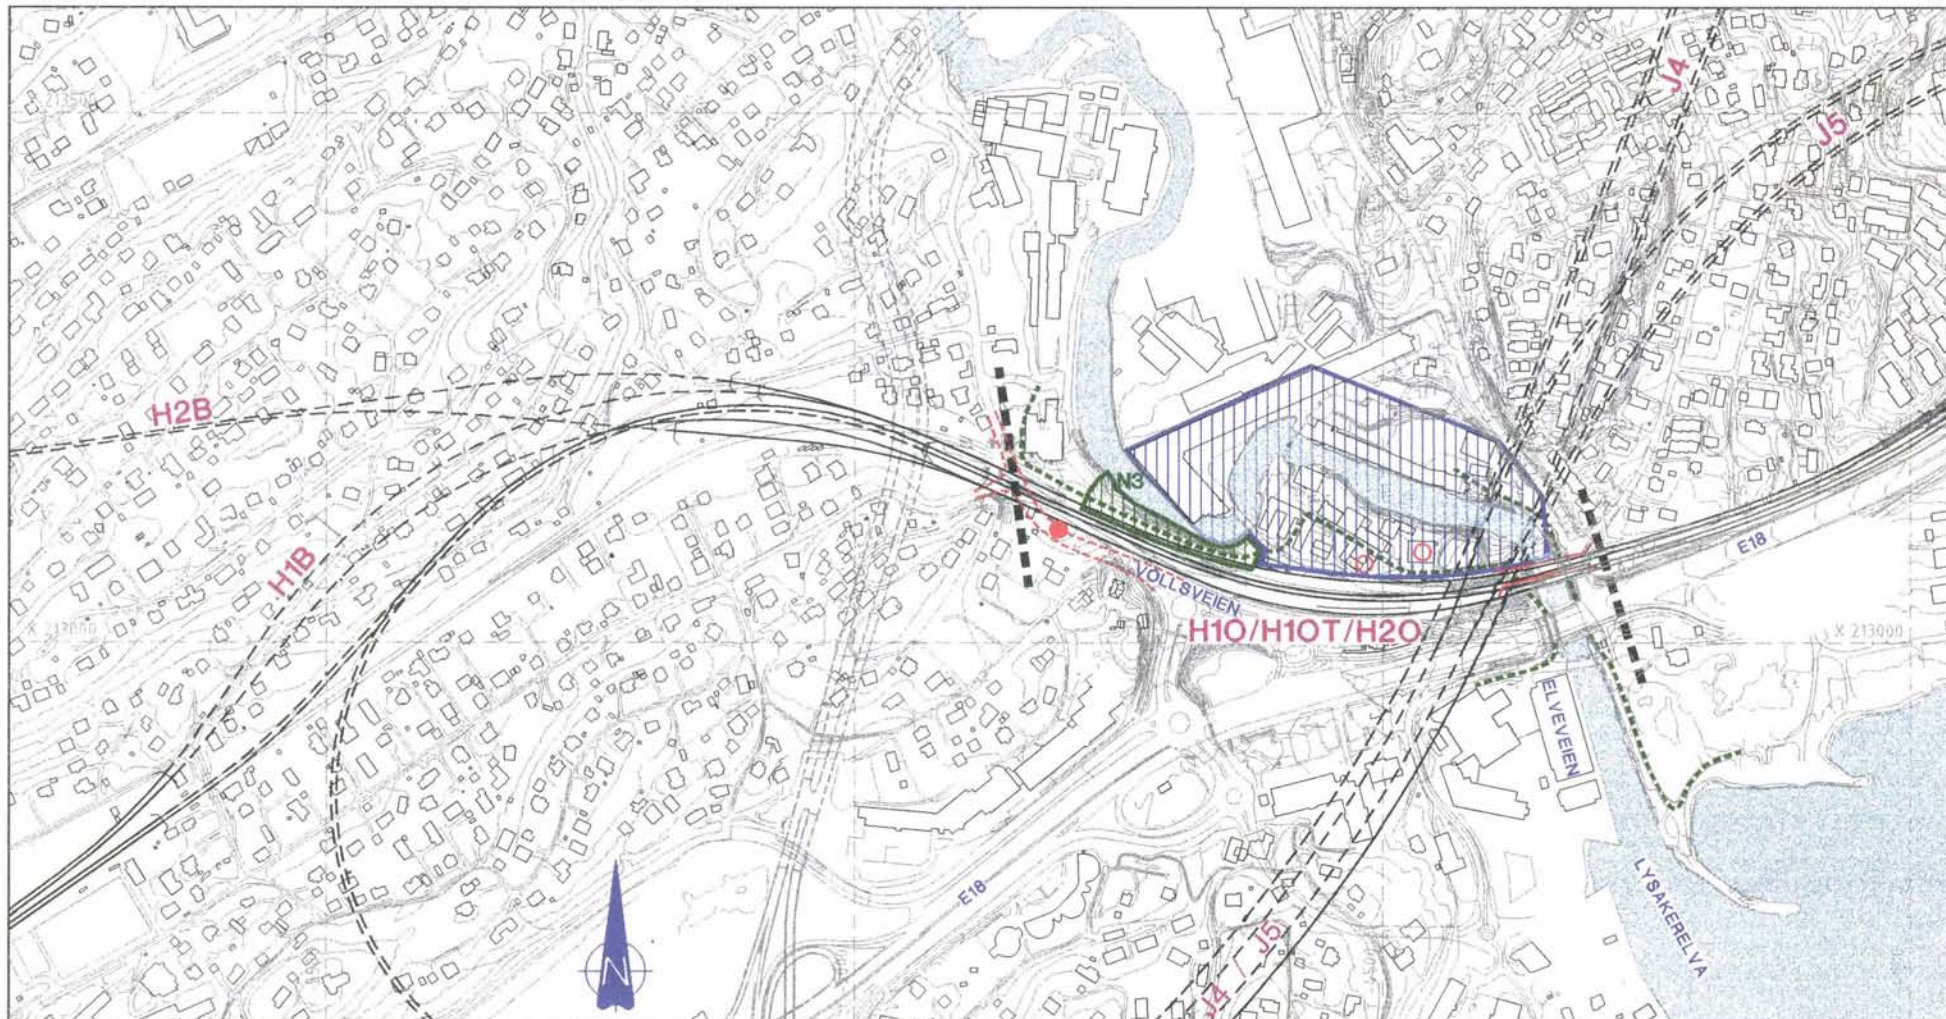 J4
J5
H2B
N3
H1B
E18
VOLLSVEIEN
X 213000
H1O/H1OT/H2O
X 213000
ELVEVEIEN
E18
LYSAKERELVA
J5
J4
N